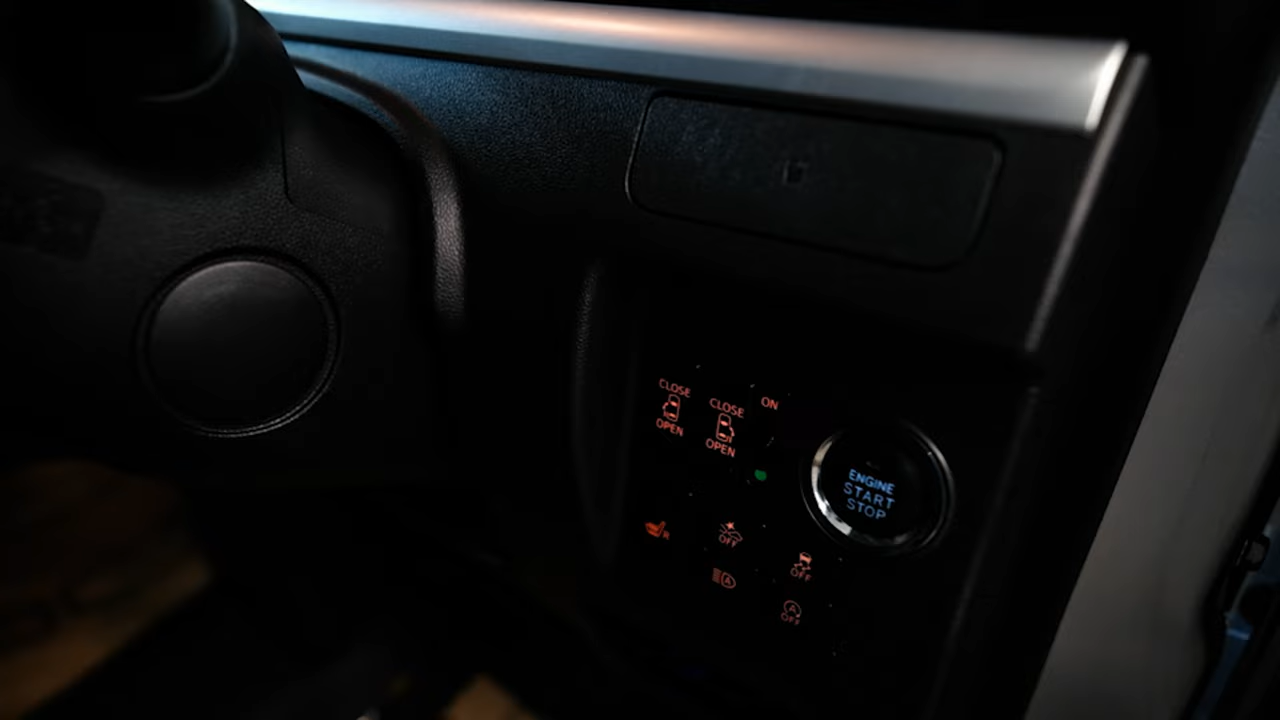 CLOSE
OPEN
CLOSE
OPEN
ON
ENGINE
START
STOP
R
OFF
OFF
A
A
OFF